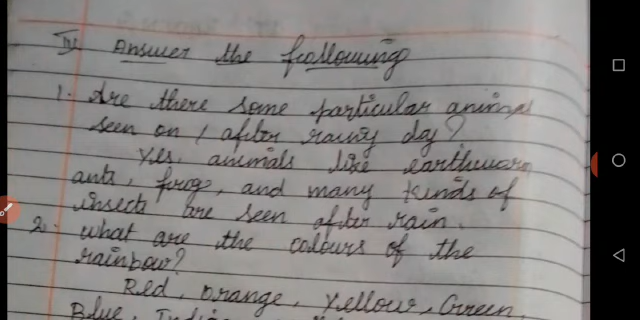 IV. Answer the following
1. Are there some particular animals
seen on / after rainy day?
Yes. animals like earthworm
ants, frogs, and many kinds of
insects are seen after rain.
2. what are the colours of the
rainbow?
Red, orange, Yellow, Green,
Blue,